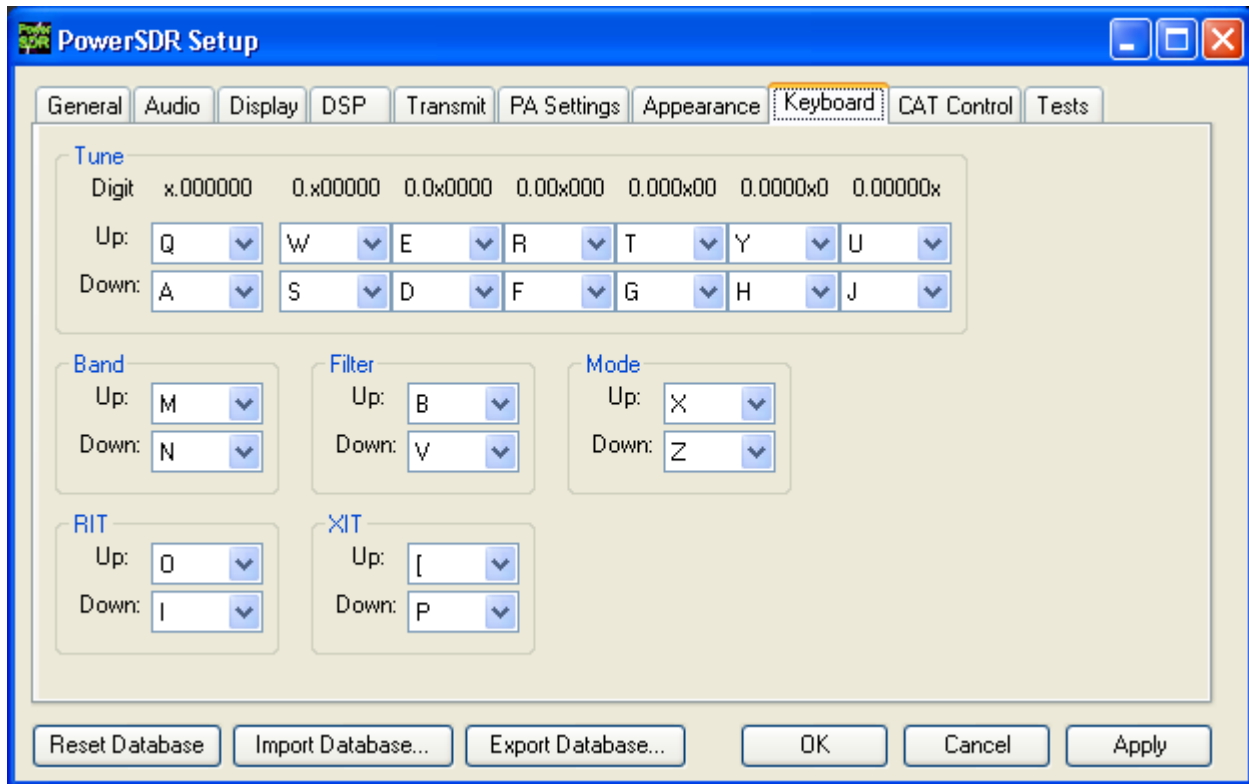 PowerSDR Setup
General Audio Display DSP Transmit PA Settings Appearance Keyboard CAT Control Tests
Tune
Digit x.000000 0.x00000 0.0x0000 0.00x000 0.000x00 0.0000x0 0.00000x
Up: Q W E R T Y U
Down: A S D F G H J
Band Filter Mode
Up: M Up: B Up: X
Down: N Down: V Down: Z
RIT XIT
Up: O Up: [
Down: I Down: P
Reset Database Import Database... Export Database... OK Cancel Apply